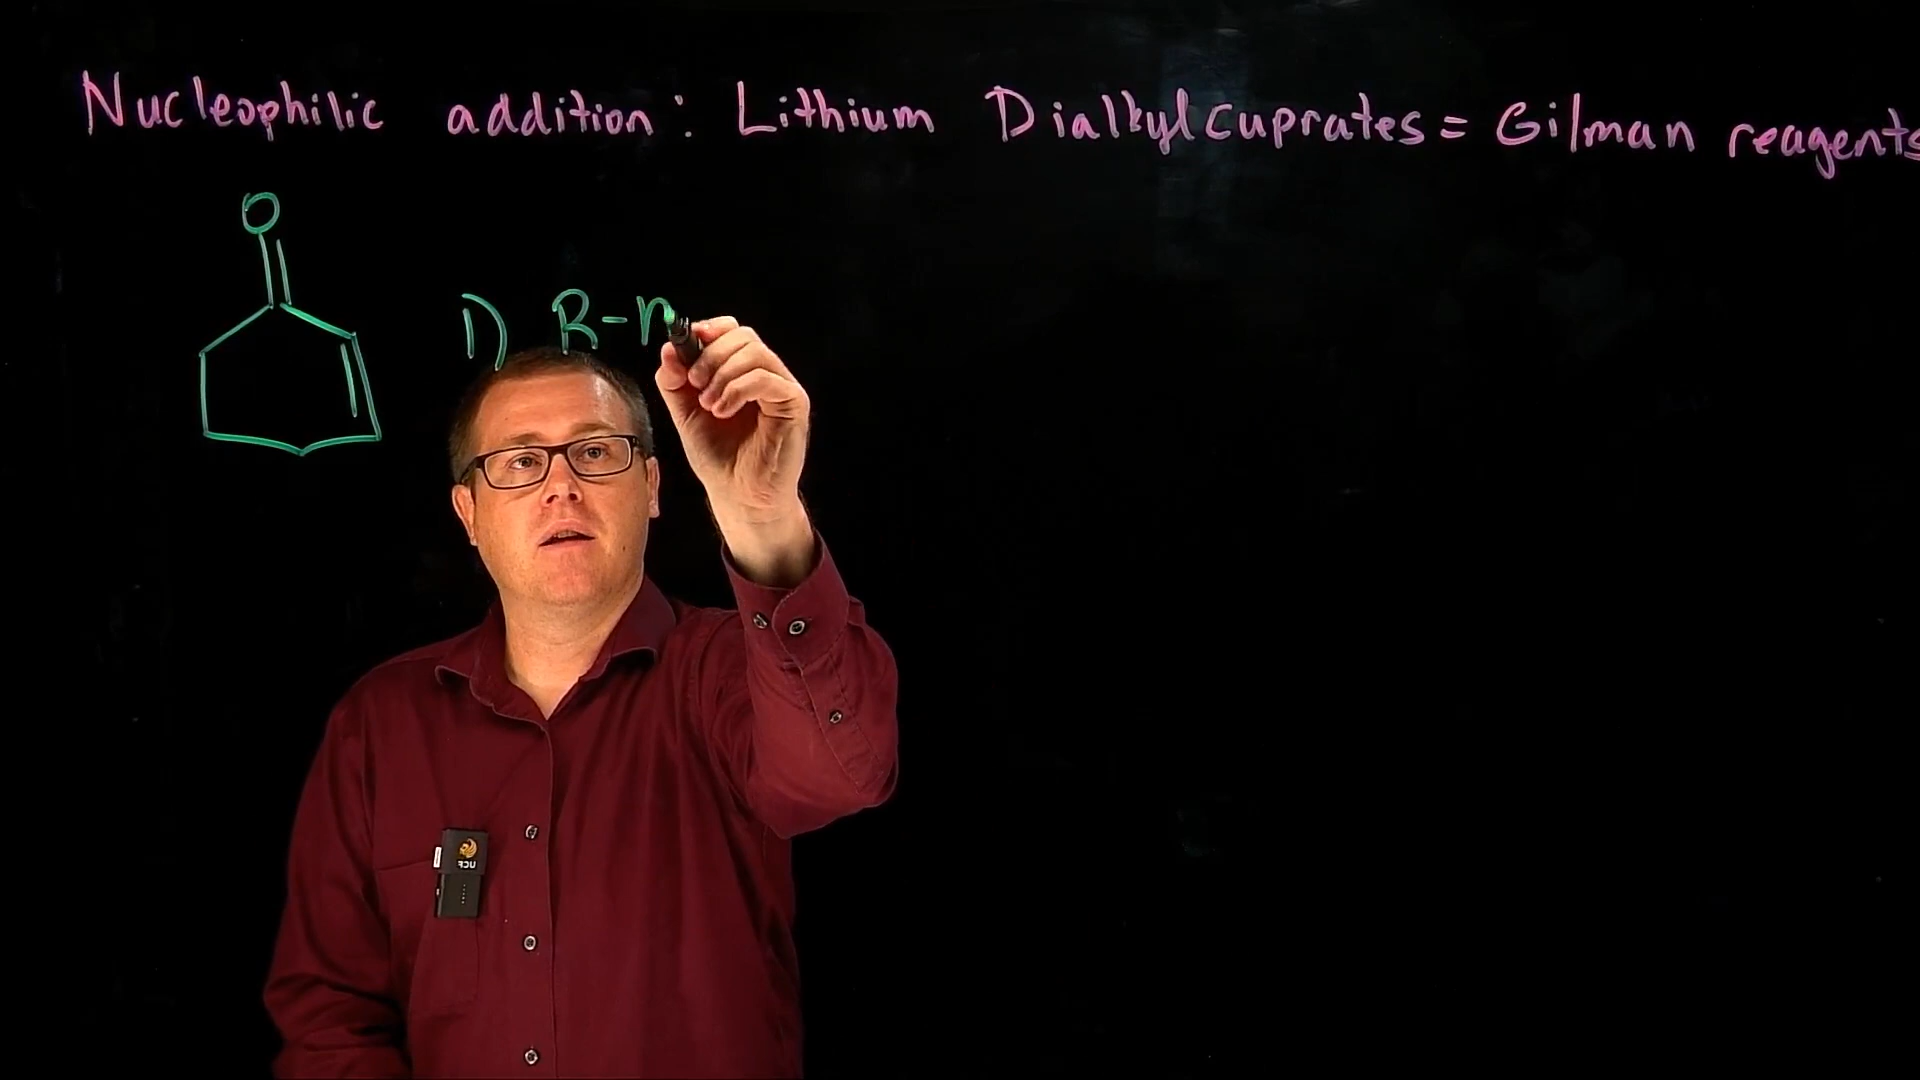 Nucleophilic addition: Lithium Dialkylcuprates = Gilman reagents
O
1) R-
UCF